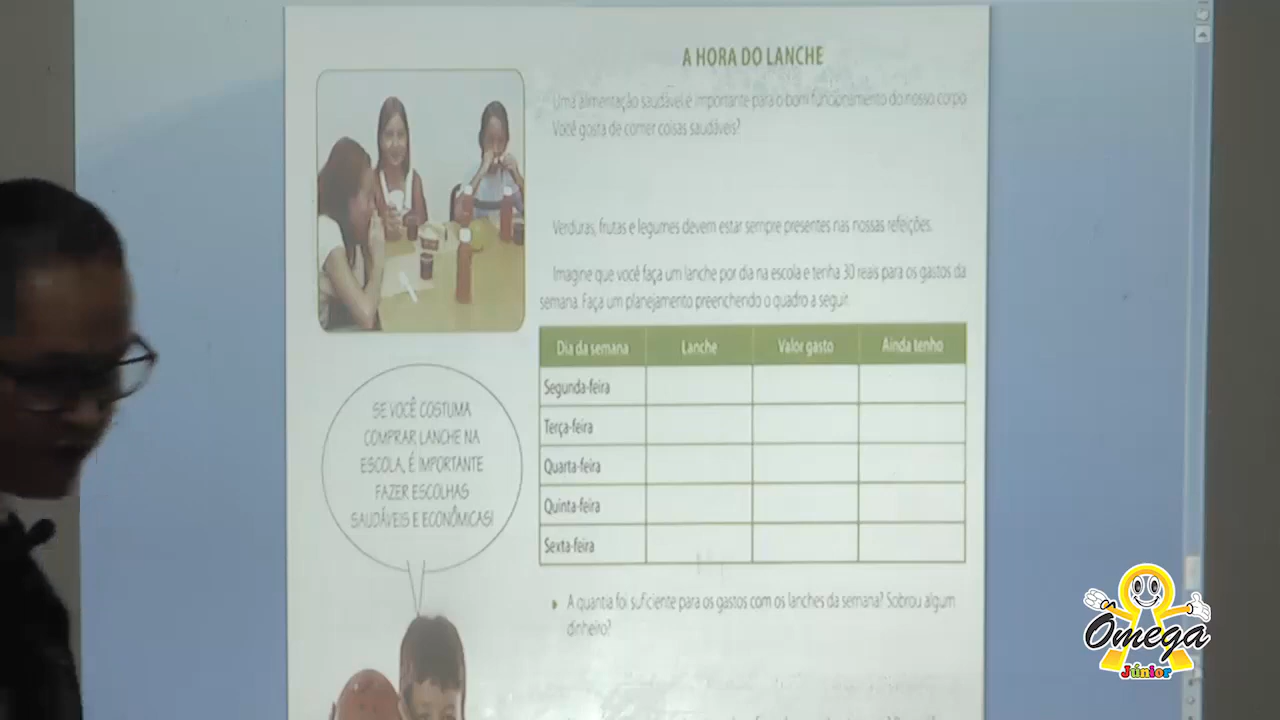 A HORA DO LANCHE
Uma alimentação saudável é importante para o bom funcionamento do nosso corpo.
Você gosta de comer coisas saudáveis?
Verduras, frutas e legumes devem estar sempre presentes nas nossas refeições.
Imagine que você faça um lanche por dia na escola e tenha 30 reais para os gastos da
semana. Faça um planejamento preenchendo o quadro a seguir.
Dia da semana Lanche Valor gasto Ainda tenho
Segunda-feira
Terça-feira
Quarta-feira
Quinta-feira
Sexta-feira
SE VOCÊ COSTUMA
COMPRAR LANCHE NA
ESCOLA, É IMPORTANTE
FAZER ESCOLHAS
SAUDÁVEIS E ECONÔMICAS!
A quantia foi suficiente para os gastos com os lanches da semana? Sobrou algum
dinheiro?
Ômega
Júnior